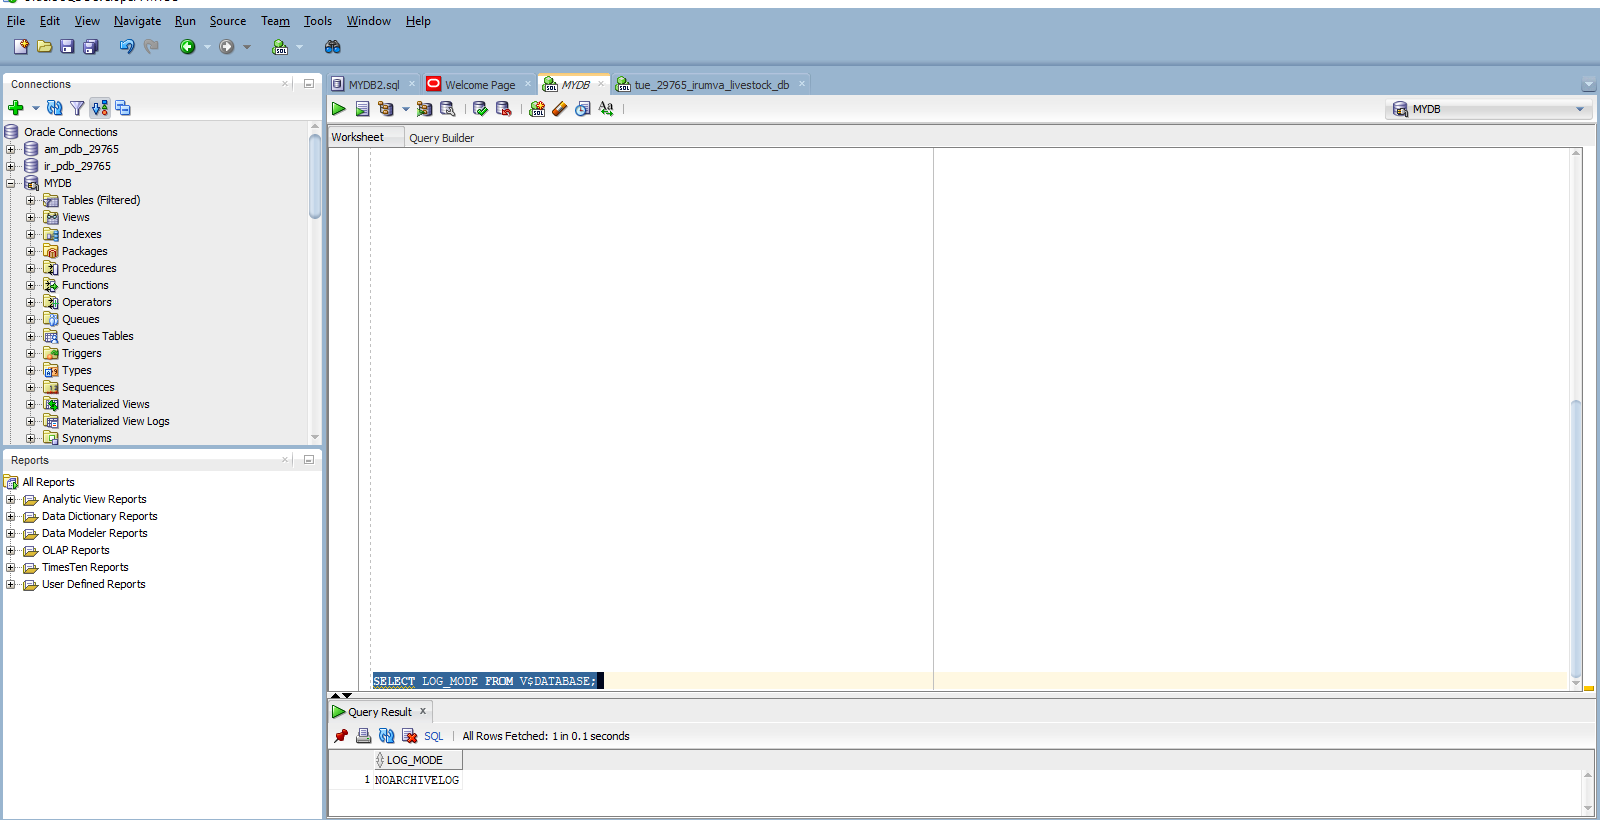 File Edit View Navigate Run Source Team Tools Window Help
Connections
Oracle Connections
am_pdb_29765
ir_pdb_29765
MYDB
Tables (Filtered)
Views
Indexes
Packages
Procedures
Functions
Operators
Queues
Queues Tables
Triggers
Types
Sequences
Materialized Views
Materialized View Logs
Synonyms
Reports
All Reports
Analytic View Reports
Data Dictionary Reports
Data Modeler Reports
OLAP Reports
TimesTen Reports
User Defined Reports
MYDB2.sql Welcome Page MYDB tue_29765_irumva_livestock_db
MYDB
Worksheet Query Builder
SELECT LOG_MODE FROM V$DATABASE;
Query Result
SQL All Rows Fetched: 1 in 0.1 seconds
LOG_MODE
1 NOARCHIVELOG